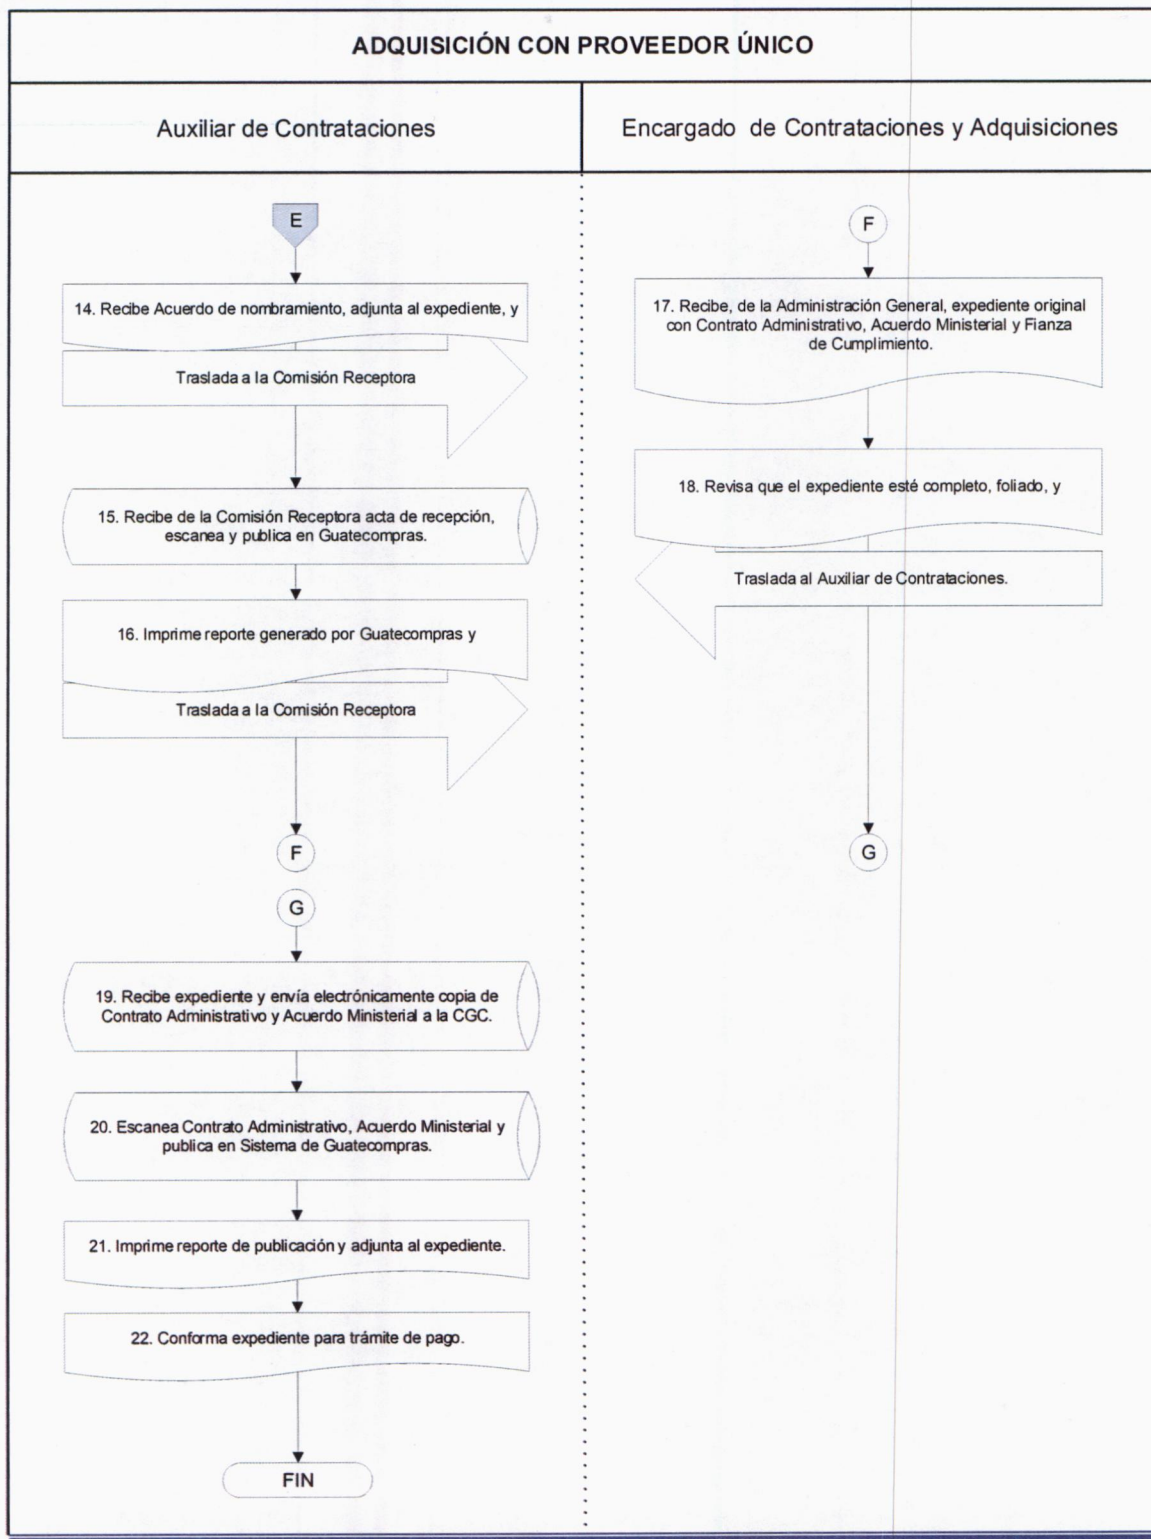 ADQUISICIÓN CON PROVEEDOR ÚNICO
Auxiliar de Contrataciones
Encargado de Contrataciones y Adquisiciones
E
14. Recibe Acuerdo de nombramiento, adjunta al expediente, y
Traslada a la Comisión Receptora
15. Recibe de la Comisión Receptora acta de recepción,
escanea y publica en Guatecompras.
16. Imprime reporte generado por Guatecompras y
Traslada a la Comisión Receptora
F
F
17. Recibe, de la Administración General, expediente original
con Contrato Administrativo, Acuerdo Ministerial y Fianza
de Cumplimiento.
18. Revisa que el expediente esté completo, foliado, y
Traslada al Auxiliar de Contrataciones.
G
G
19. Recibe expediente y envía electrónicamente copia de
Contrato Administrativo y Acuerdo Ministerial a la CGC.
20. Escanea Contrato Administrativo, Acuerdo Ministerial y
publica en Sistema de Guatecompras.
21. Imprime reporte de publicación y adjunta al expediente.
22. Conforma expediente para trámite de pago.
FIN